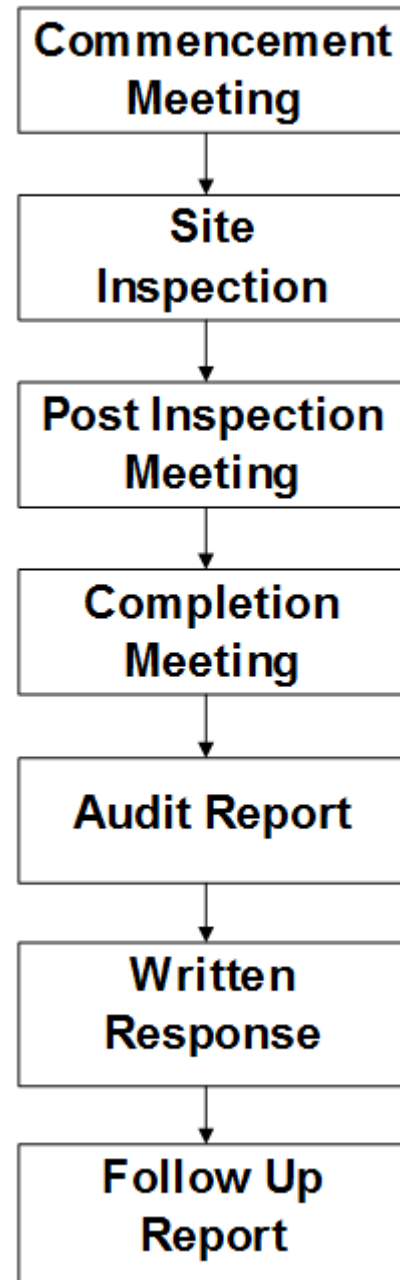 Commencement
Meeting
Site
Inspection
Post Inspection
Meeting
Completion
Meeting
Audit Report
Written
Response
Follow Up
Report